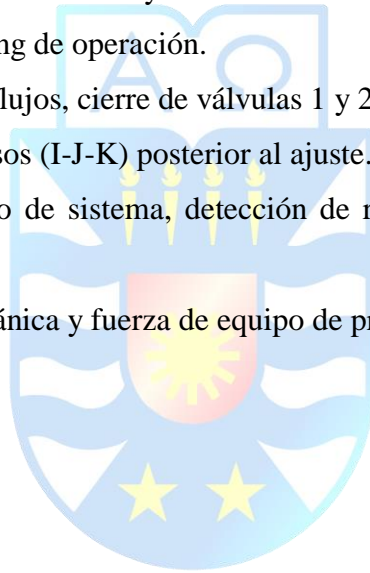 ng de operación.
lujos, cierre de válvulas 1 y 2
sos (I-J-K) posterior al ajuste.
o de sistema, detección de
ánica y fuerza de equipo de
Α Ω